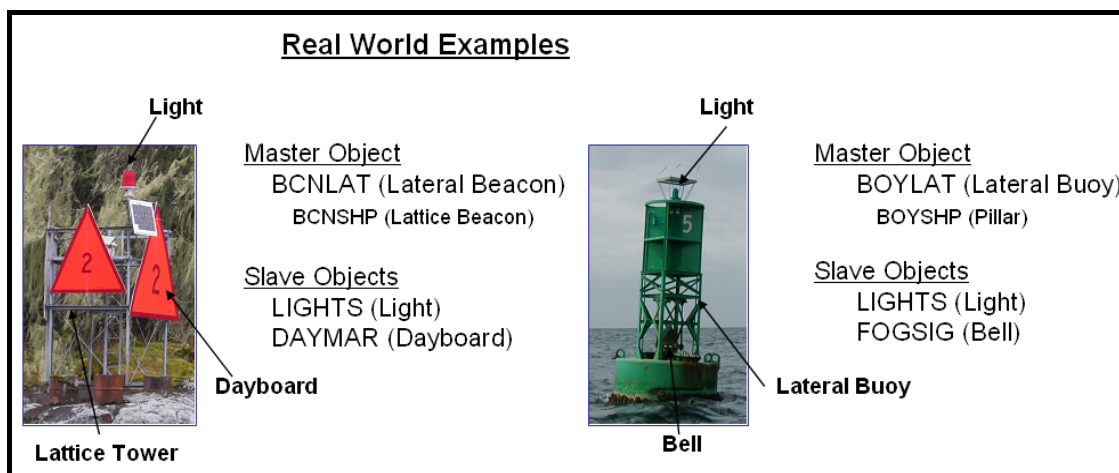 Real World Examples
Light
Master Object
BCNLAT (Lateral Beacon)
BCNSHP (Lattice Beacon)
Slave Objects
LIGHTS (Light)
DAYMAR (Dayboard)
2
2
Dayboard
Lattice Tower
Light
5
Master Object
BOYLAT (Lateral Buoy)
BOYSHP (Pillar)
Slave Objects
LIGHTS (Light)
FOGSIG (Bell)
Lateral Buoy
Bell